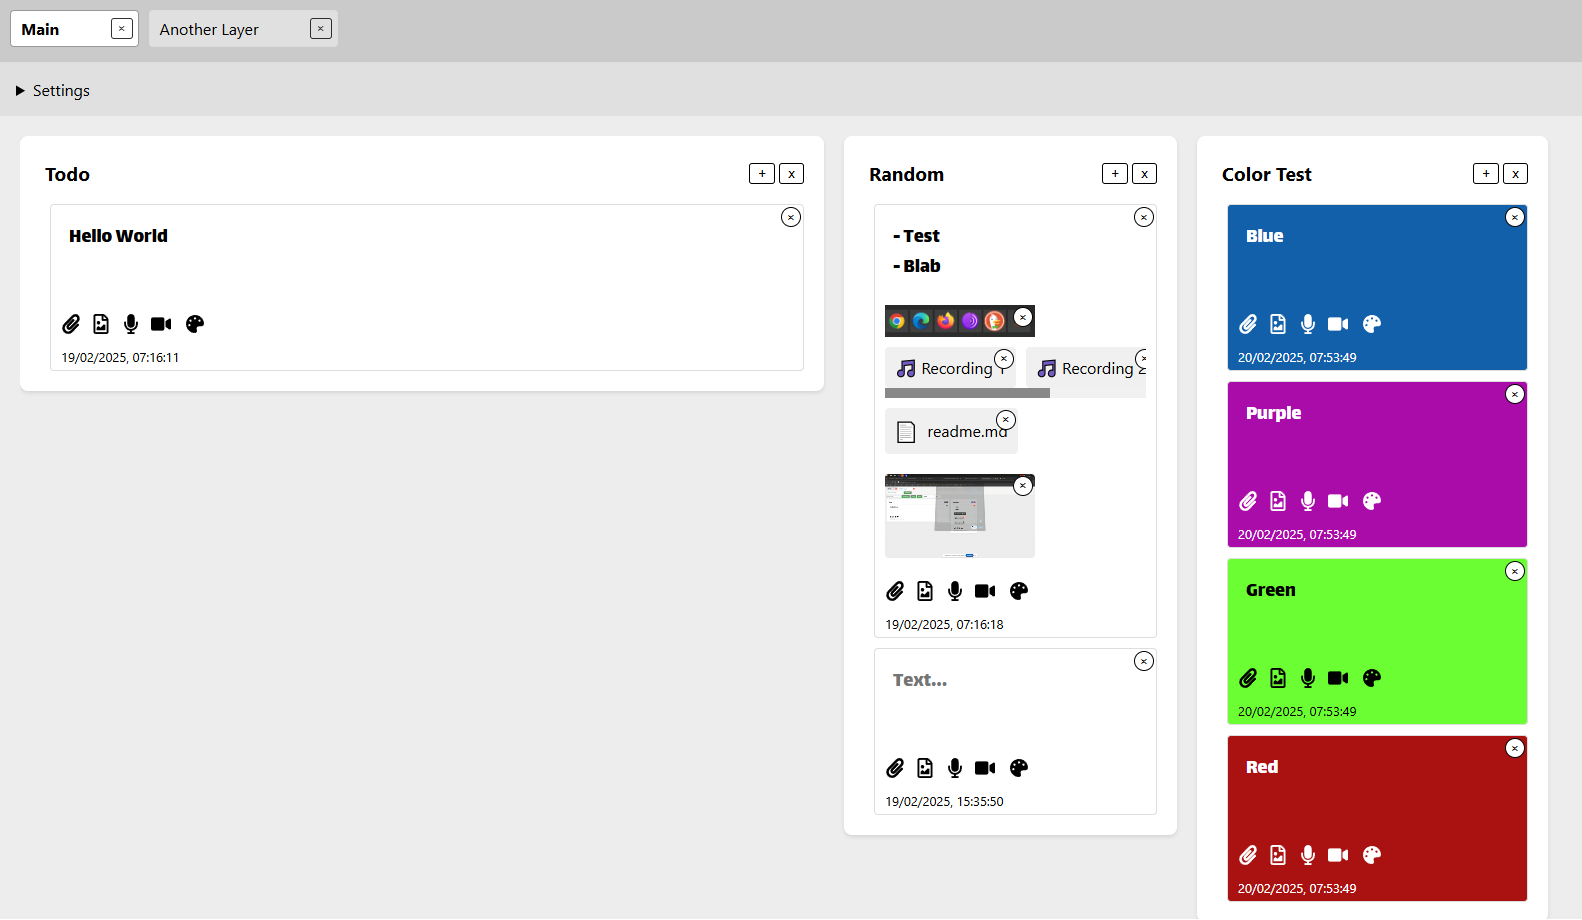 Main
Another Layer
Settings
Todo
+ x
Hello World
19/02/2025, 07:16:11
Random
+ x
- Test
- Blab
Recording
Recording
readme.md
19/02/2025, 07:16:18
Text...
19/02/2025, 15:35:50
Color Test
+ x
Blue
20/02/2025, 07:53:49
Purple
20/02/2025, 07:53:49
Green
20/02/2025, 07:53:49
Red
20/02/2025, 07:53:49